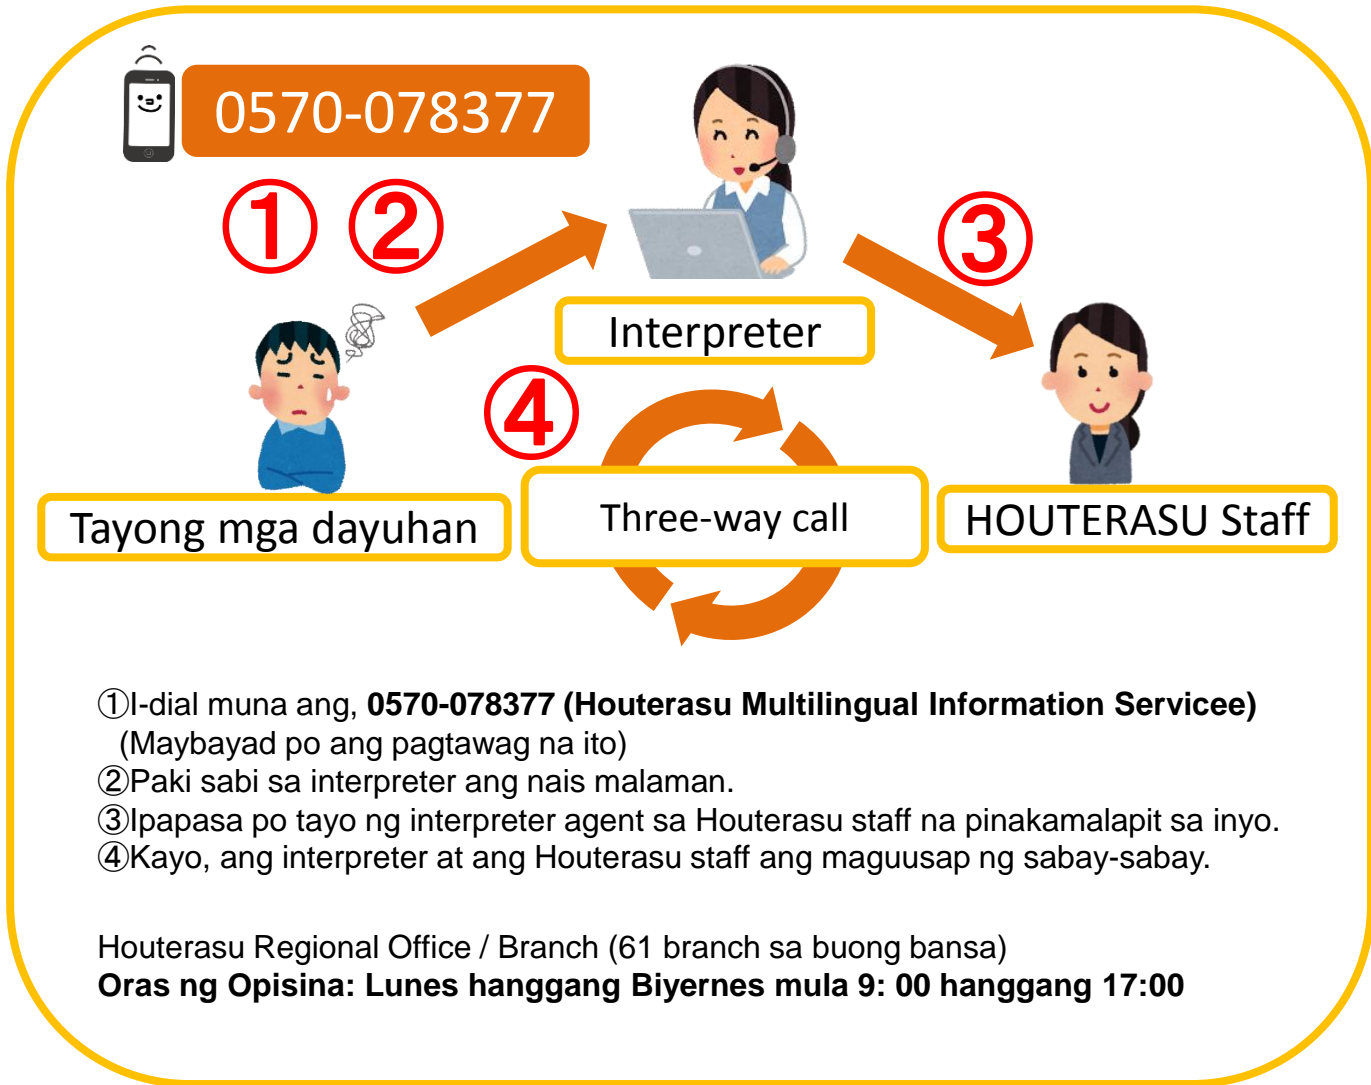 0570-078377
① ②
③
Interpreter
④
Tayong mga dayuhan
Three-way call
HOUTERASU Staff
①I-dial muna ang, 0570-078377 (Houterasu Multilingual Information Servicee)
(Maybayad po ang pagtawag na ito)
②Paki sabi sa interpreter ang nais malaman.
③Ipapasa po tayo ng interpreter agent sa Houterasu staff na pinakamalapit sa inyo.
④Kayo, ang interpreter at ang Houterasu staff ang maguusap ng sabay-sabay.
Houterasu Regional Office / Branch (61 branch sa buong bansa)
Oras ng Opisina: Lunes hanggang Biyernes mula 9: 00 hanggang 17:00